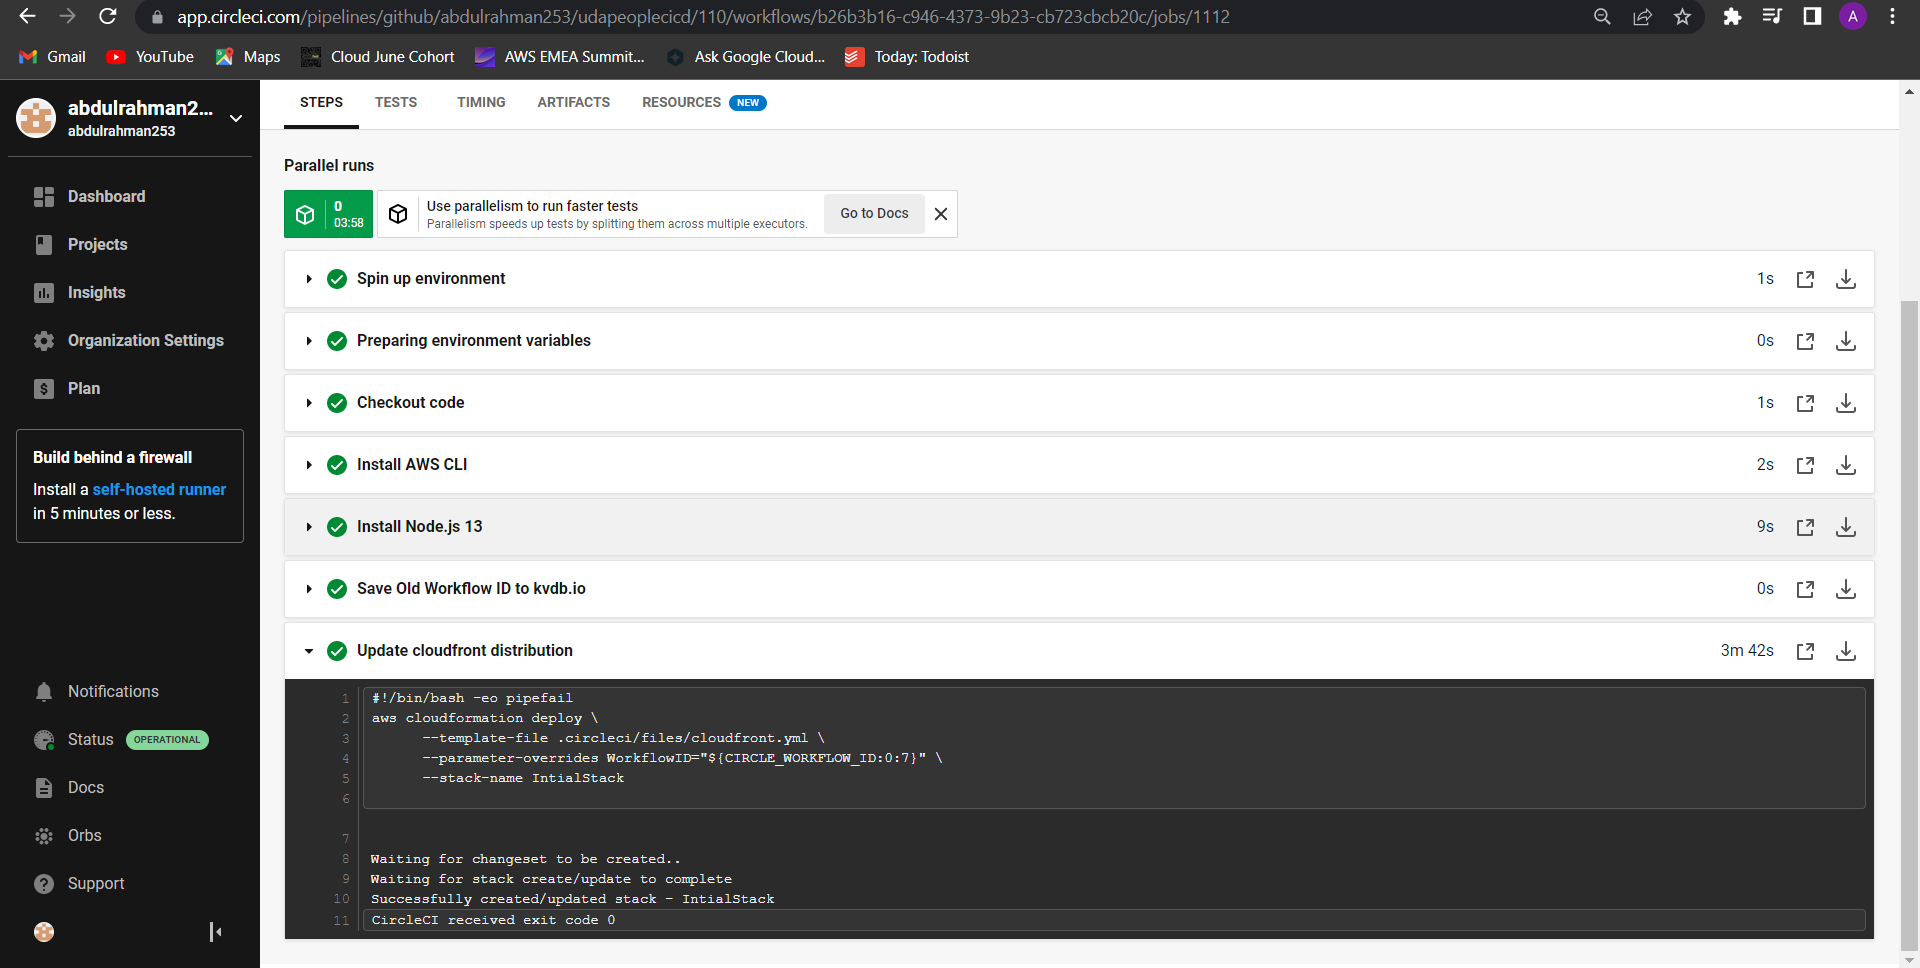 app.circleci.com/pipelines/github/abdulrahman253/udapeoplecicd/110/workflows/b26b3b16-c946-4373-9b23-cb723cbcb20c/jobs/1112
A
Gmail YouTube Maps Cloud June Cohort AWS EMEA Summit... Ask Google Cloud... Today: Todoist
abdulrahman2...
abdulrahman253
Dashboard
Projects
Insights
Organization Settings
Plan
Build behind a firewall
Install a self-hosted runner
in 5 minutes or less.
Notifications
Status OPERATIONAL
Docs
Orbs
Support
STEPS TESTS TIMING ARTIFACTS RESOURCES NEW
Parallel runs
0
03:58
Use parallelism to run faster tests
Parallelism speeds up tests by splitting them across multiple executors.
Go to Docs
Spin up environment 1s
Preparing environment variables 0s
Checkout code 1s
Install AWS CLI 2s
Install Node.js 13 9s
Save Old Workflow ID to kvdb.io 0s
Update cloudfront distribution 3m 42s
1 #!/bin/bash -eo pipefail
2 aws cloudformation deploy \
3 --template-file .circleci/files/cloudfront.yml \
4 --parameter-overrides WorkflowID="${CIRCLE_WORKFLOW_ID:0:7}" \
5 --stack-name IntialStack
6
7
8 Waiting for changeset to be created..
9 Waiting for stack create/update to complete
10 Successfully created/updated stack - IntialStack
11 CircleCI received exit code 0